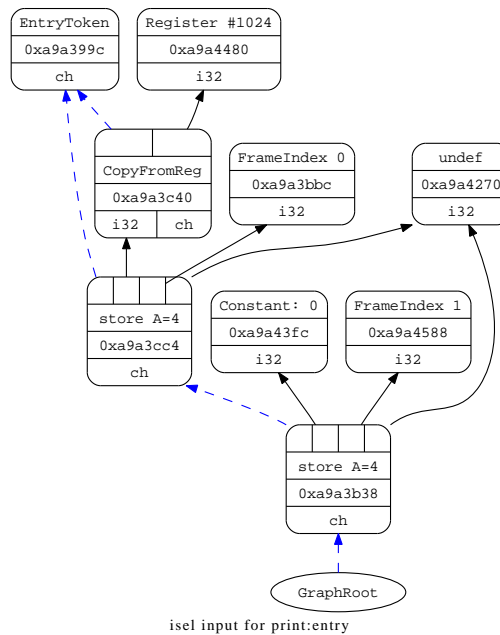 EntryToken
0xa9a399c
ch
Register #1024
0xa9a4480
i32
CopyFromReg
0xa9a3c40
i32 ch
FrameIndex 0
0xa9a3bbc
i32
undef
0xa9a4270
i32
store A=4
0xa9a3cc4
ch
Constant: 0
0xa9a43fc
i32
FrameIndex 1
0xa9a4588
i32
store A=4
0xa9a3b38
ch
GraphRoot
isel input for print:entry